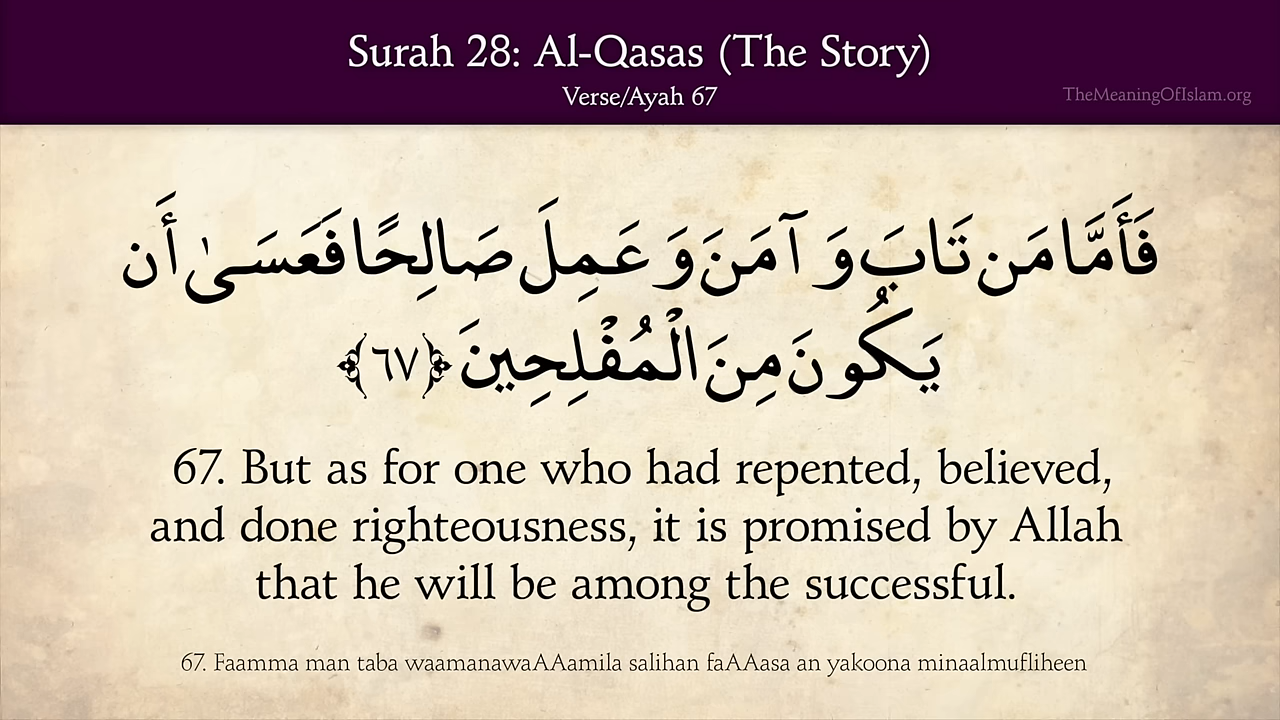 Surah 28: Al-Qasas (The Story)
Verse/Ayah 67
TheMeaningOfIslam.org
فَأَمَّا مَن تَابَ وَآمَنَ وَعَمِلَ صَالِحًا فَعَسَىٰ أَن
يَكُونَ مِنَ الْمُفْلِحِينَ ﴿٦٧﴾
67. But as for one who had repented, believed,
and done righteousness, it is promised by Allah
that he will be among the successful.
67. Faamma man taba waamanawaAAamila salihan faAAasa an yakoona minaalmufliheen